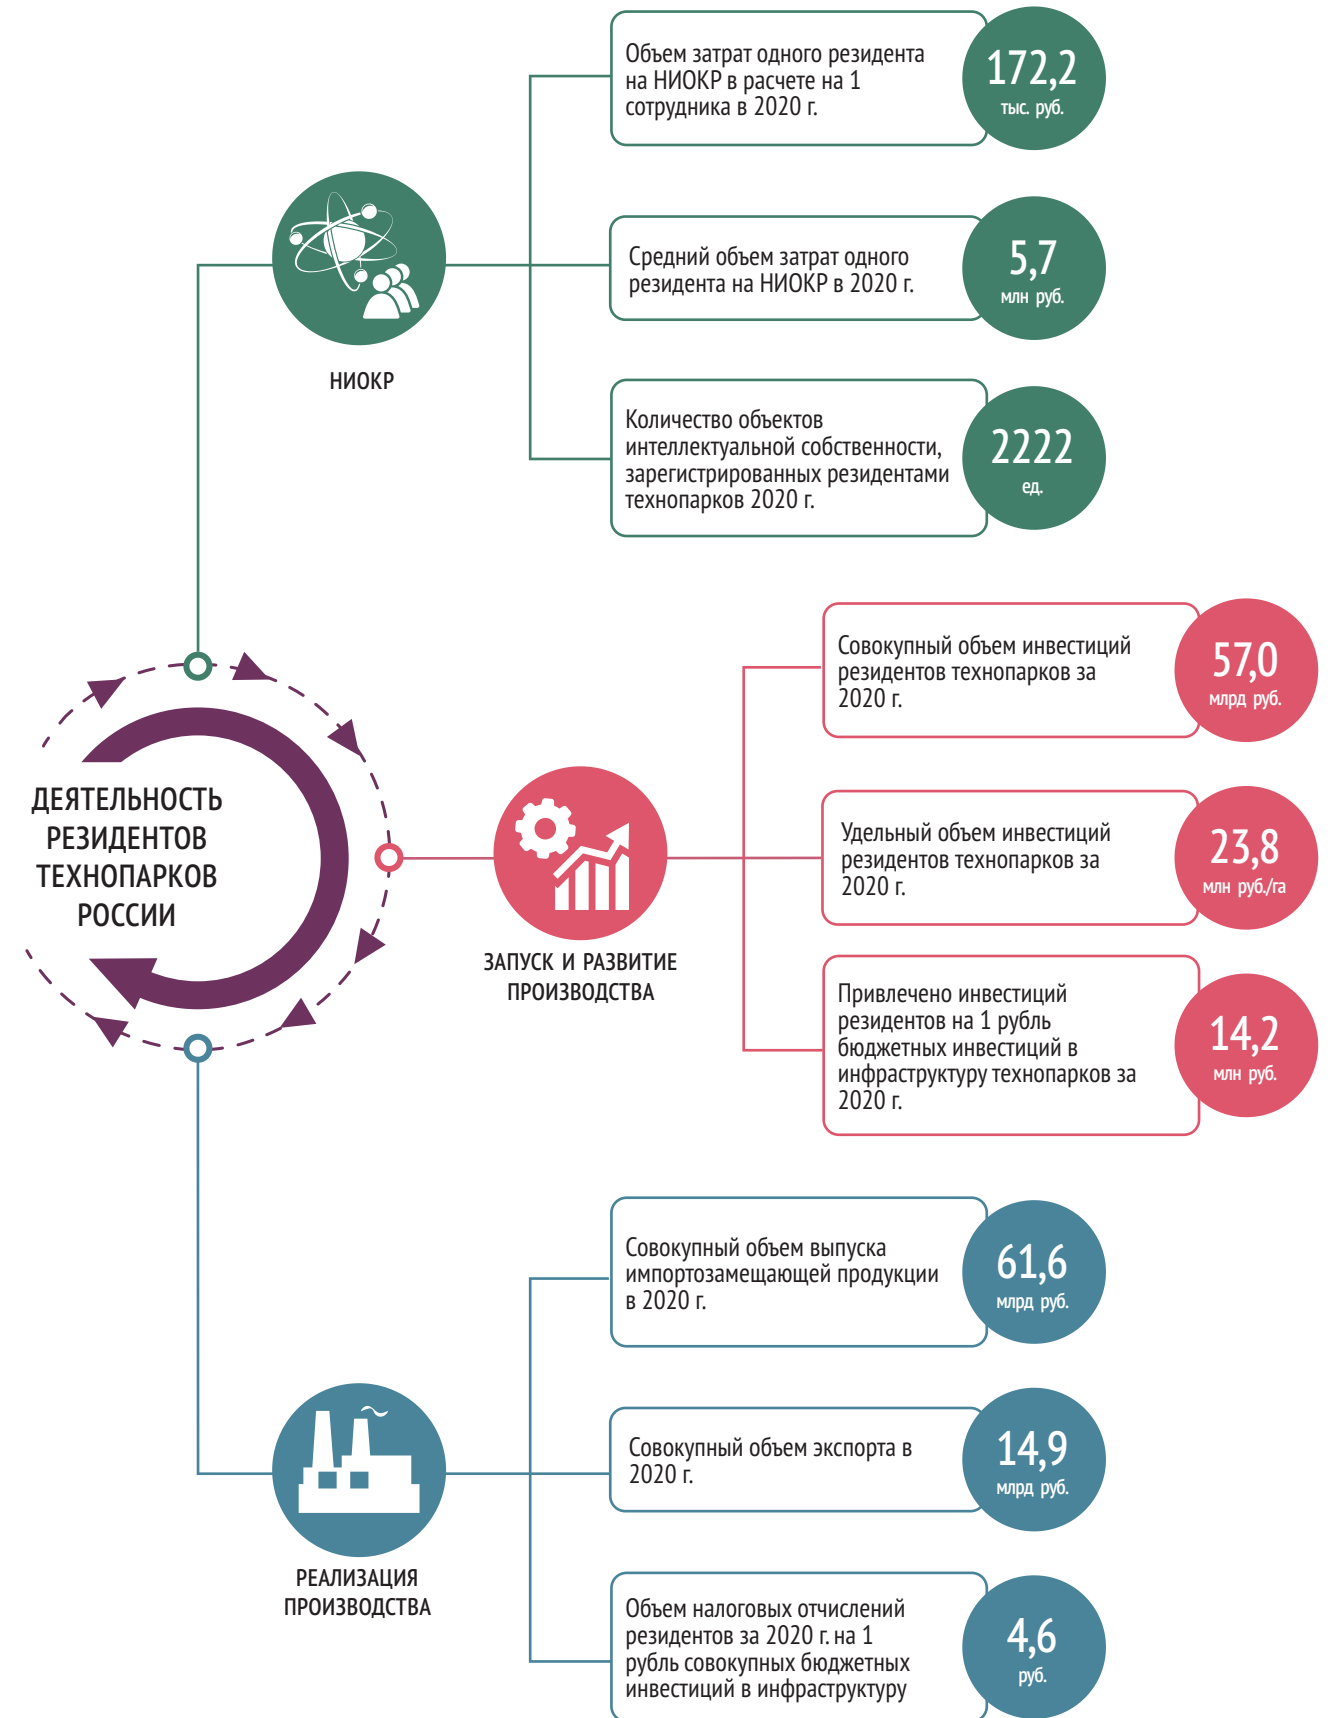 Объем затрат одного резидента
на НИОКР в расчете на 1
сотрудника в 2020 г.
172,2
тыс. руб.
Средний объем затрат одного
резидента на НИОКР в 2020 г.
5,7
млн руб.
НИОКР
Количество объектов
интеллектуальной собственности,
зарегистрированных резидентами
технопарков 2020 г.
2222
ед.
ДЕЯТЕЛЬНОСТЬ
РЕЗИДЕНТОВ
ТЕХНОПАРКОВ
РОССИИ
Совокупный объем инвестиций
резидентов технопарков за
2020 г.
57,0
млрд руб.
Удельный объем инвестиций
резидентов технопарков за
2020 г.
23,8
млн руб./га
ЗАПУСК И РАЗВИТИЕ
ПРОИЗВОДСТВА
Привлечено инвестиций
резидентов на 1 рубль
бюджетных инвестиций в
инфраструктуру технопарков за
2020 г.
14,2
млн руб.
Совокупный объем выпуска
импортозамещающей продукции
в 2020 г.
61,6
млрд руб.
Совокупный объем экспорта в
2020 г.
14,9
млрд руб.
РЕАЛИЗАЦИЯ
ПРОИЗВОДСТВА
Объем налоговых отчислений
резидентов за 2020 г. на 1
рубль совокупных бюджетных
инвестиций в инфраструктуру
4,6
руб.